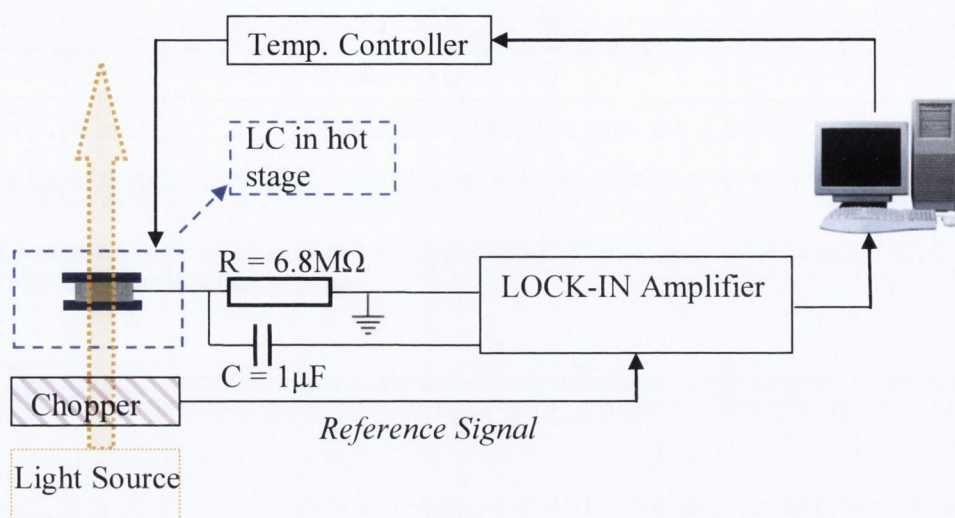 Temp. Controller
LC in hot
stage
R = 6.8MΩ
LOCK-IN Amplifier
C = 1μF
Chopper
Reference Signal
Light Source